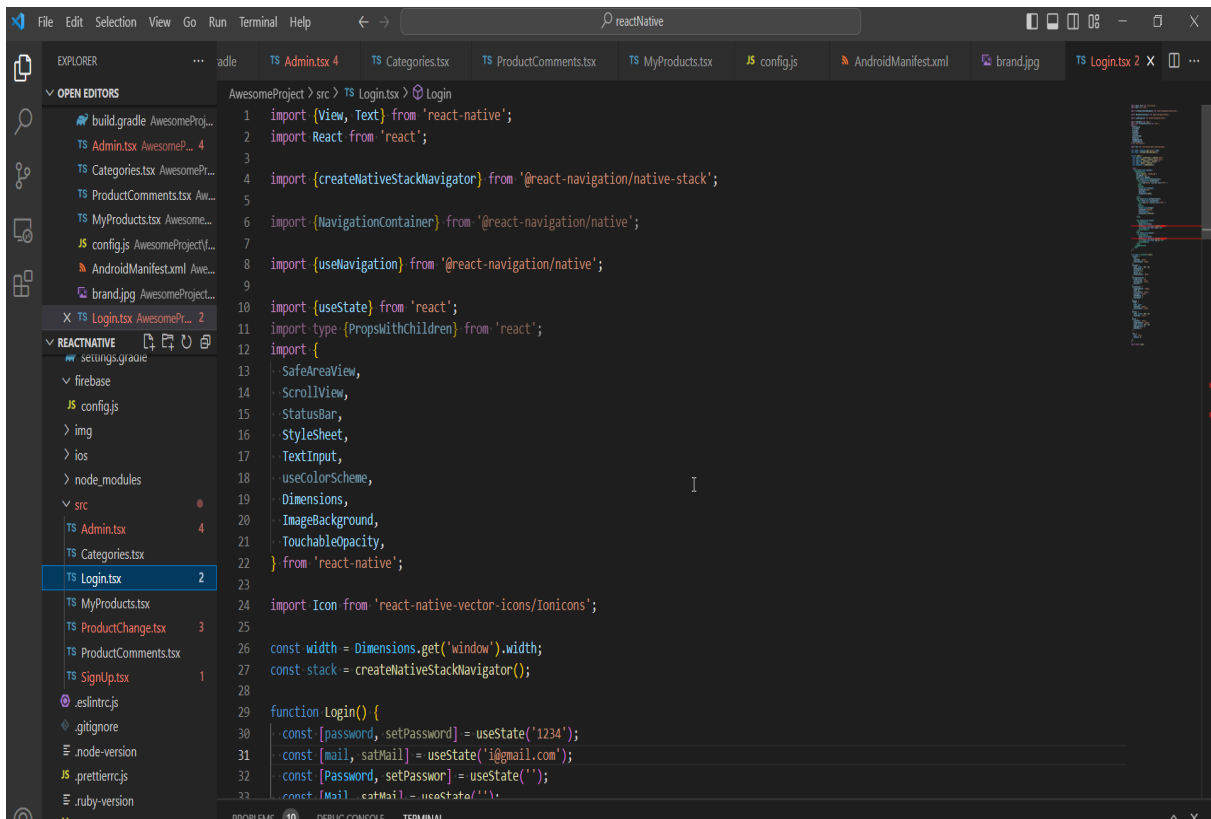 File Edit Selection View Go Run Terminal Help reactNative
EXPLORER
adle Admin.tsx 4 Categories.tsx ProductComments.tsx MyProducts.tsx config.js AndroidManifest.xml brand.jpg Login.tsx 2
OPEN EDITORS
build.gradle AwesomeProj...
TS Admin.tsx AwesomeP... 4
TS Categories.tsx AwesomePr...
TS ProductComments.tsx Aw...
TS MyProducts.tsx Awesome...
JS config.js AwesomeProject\f...
AndroidManifest.xml Awe...
brand.jpg AwesomeProject...
X TS Login.tsx AwesomePr... 2
REACTNATIVE
settings.gradle
firebase
JS config.js
img
ios
node_modules
src
TS Admin.tsx 4
TS Categories.tsx
TS Login.tsx 2
TS MyProducts.tsx
TS ProductChange.tsx 3
TS ProductComments.tsx
TS SignUp.tsx 1
.eslintrc.js
.gitignore
.node-version
JS .prettierrc.js
.ruby-version
AwesomeProject > src > TS Login.tsx > Login
1 import {View, Text} from 'react-native';
2 import React from 'react';
3
4 import {createNativeStackNavigator} from '@react-navigation/native-stack';
5
6 import {NavigationContainer} from '@react-navigation/native';
7
8 import {useNavigation} from '@react-navigation/native';
9
10 import {useState} from 'react';
11 import type {PropsWithChildren} from 'react';
12 import {
13 SafeAreaView,
14 ScrollView,
15 StatusBar,
16 StyleSheet,
17 TextInput,
18 useColorScheme,
19 Dimensions,
20 ImageBackground,
21 TouchableOpacity,
22 } from 'react-native';
23
24 import Icon from 'react-native-vector-icons/Ionicons';
25
26 const width = Dimensions.get('window').width;
27 const stack = createNativeStackNavigator();
28
29 function Login() {
30 const [password, setPassword] = useState('1234');
31 const [mail, satMail] = useState('i@gmail.com');
32 const [Password, setPasswor] = useState('');
33 const [Mail, satMai] = useState('');
PROBLEMS 10 DEBUG CONSOLE TERMINAL